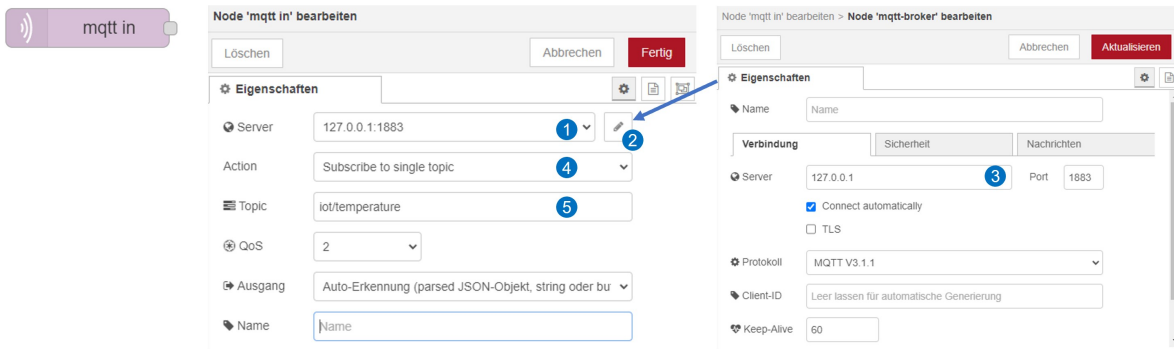 mqtt in
Node 'mqtt in' bearbeiten
Löschen
Abbrechen
Fertig
Eigenschaften
Server
127.0.0.1:1883
1
2
Action
Subscribe to single topic
4
Topic
iot/temperature
5
QoS
2
Ausgang
Auto-Erkennung (parsed JSON-Objekt, string oder bu
Name
Name
Node 'mqtt in' bearbeiten > Node 'mqtt-broker' bearbeiten
Löschen
Abbrechen
Aktualisieren
Eigenschaften
Name
Name
Verbindung
Sicherheit
Nachrichten
Server
127.0.0.1
3
Port
1883
Connect automatically
TLS
Protokoll
MQTT V3.1.1
Client-ID
Leer lassen für automatische Generierung
Keep-Alive
60